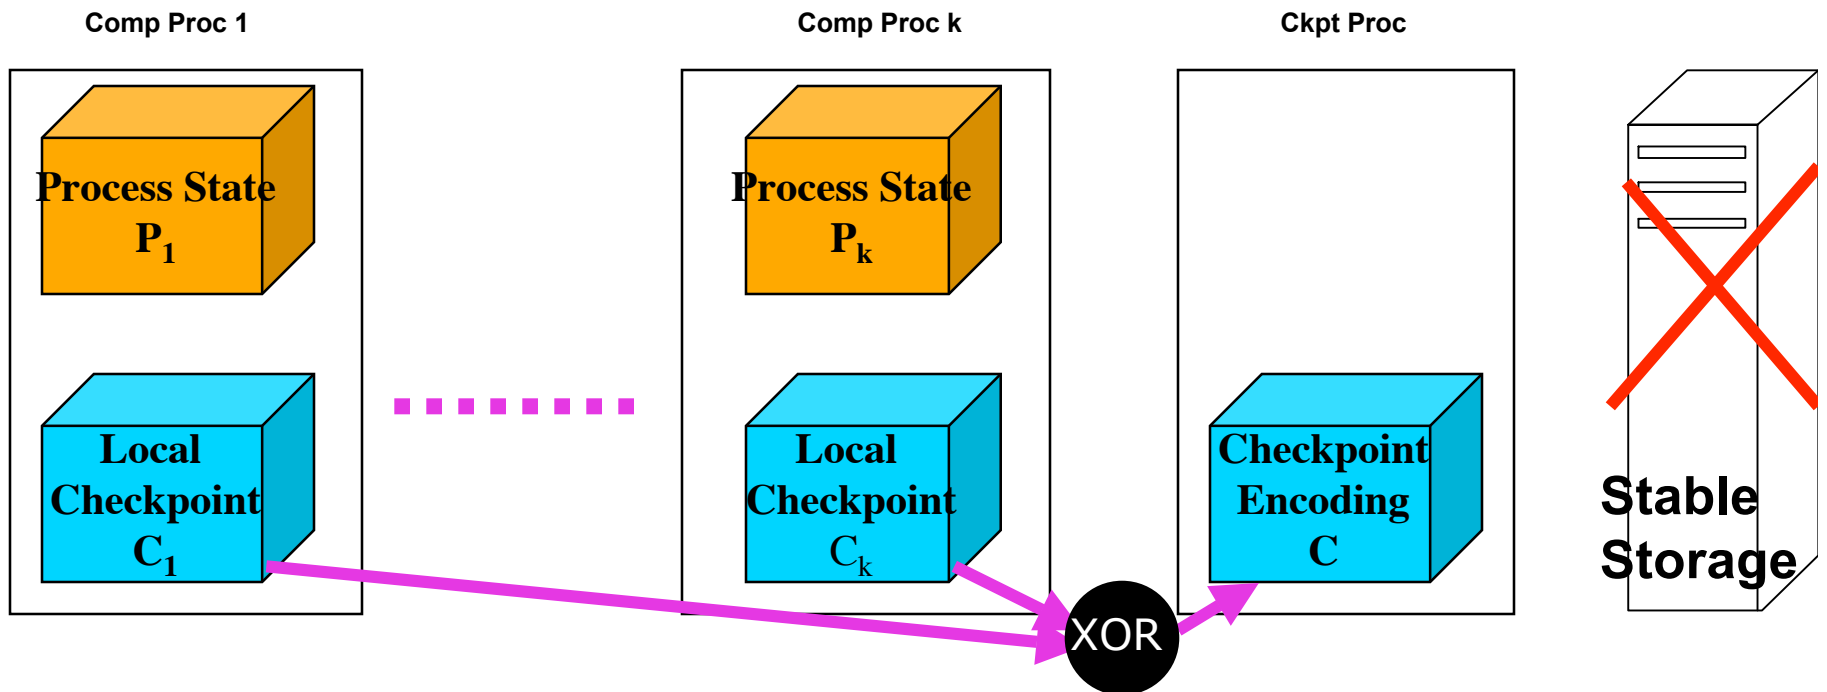 Comp Proc 1
Comp Proc k
Ckpt Proc
Process State
P₁
Process State
Pₖ
Local
Checkpoint
C₁
Local
Checkpoint
Cₖ
Checkpoint
Encoding
C
Stable
Storage
XOR